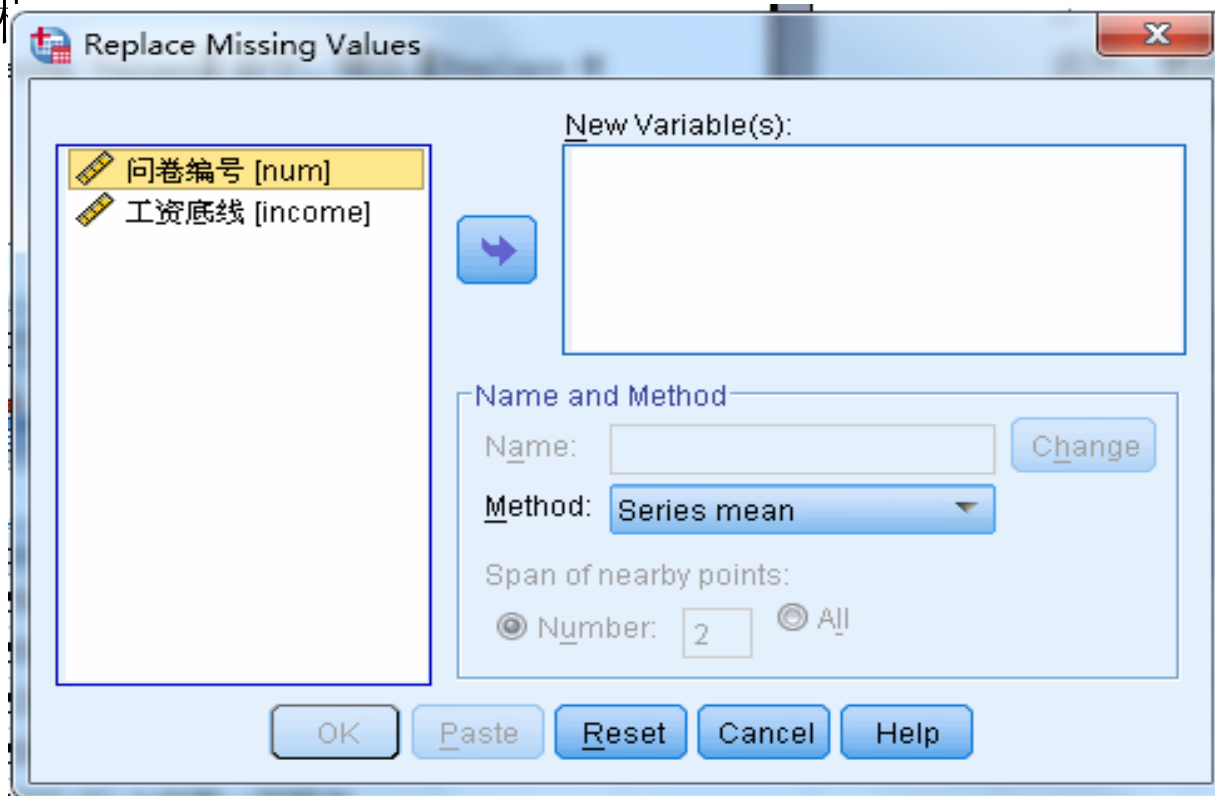 Replace Missing Values
问卷编号 [num]
工资底线 [income]
New Variable(s):
Name and Method
Name:
Change
Method: Series mean
Span of nearby points:
Number: 2
All
OK Paste Reset Cancel Help